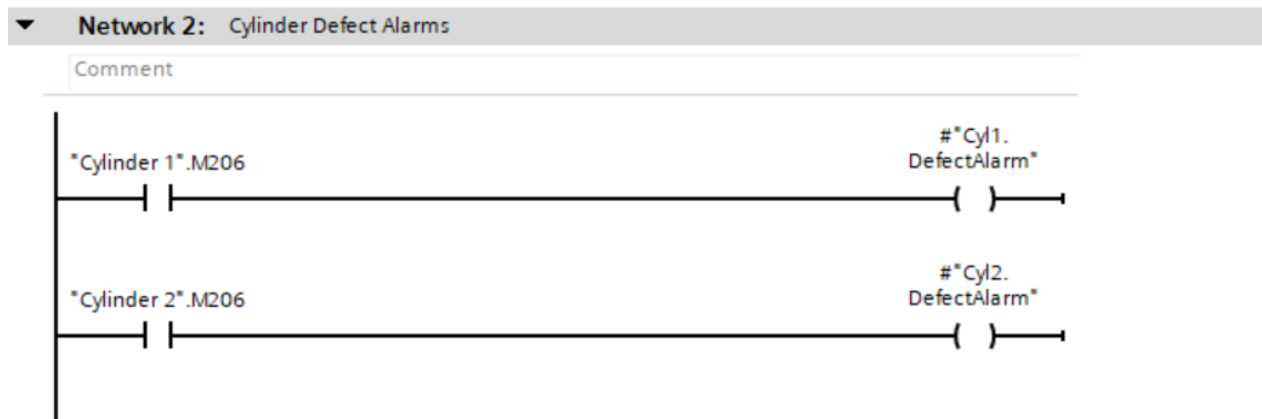 Network 2: Cylinder Defect Alarms
Comment
"Cylinder 1".M206
#"Cyl1.
DefectAlarm"
"Cylinder 2".M206
#"Cyl2.
DefectAlarm"